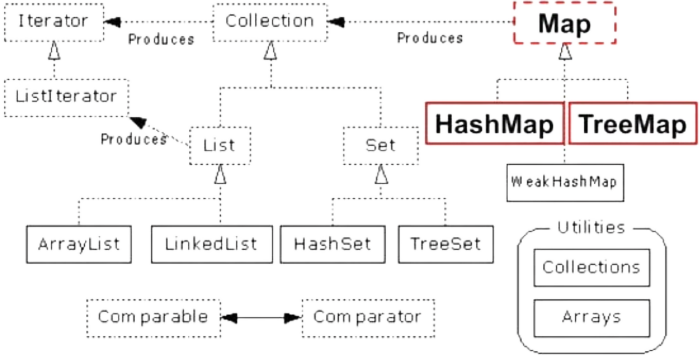 Iterator
Produces
Collection
Produces
Map
ListIterator
Produces
List
Set
HashMap
TreeMap
WeakHashMap
ArrayList
LinkedList
HashSet
TreeSet
Utilities
Collections
Arrays
Comparable
Comparator